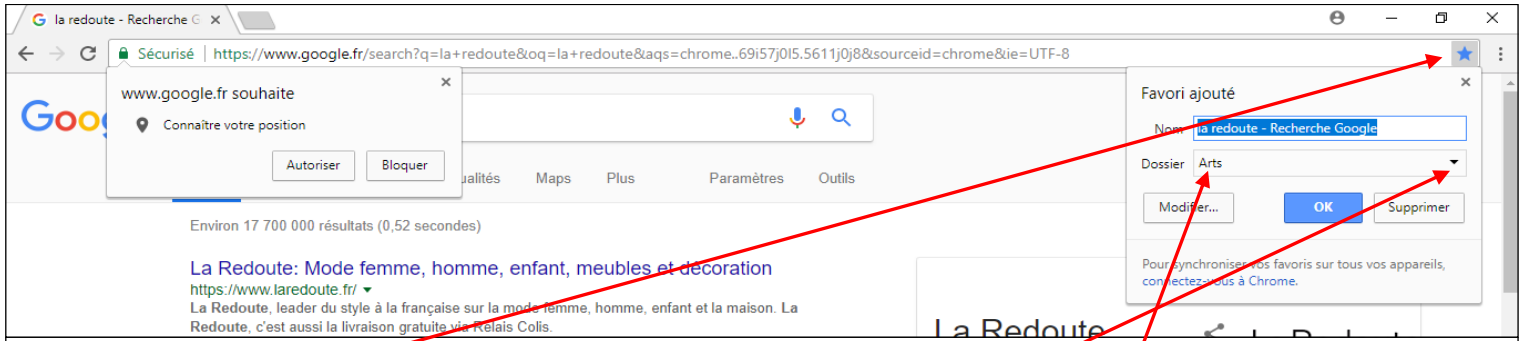 la redoute - Recherche G
Sécurisé | https://www.google.fr/search?q=la+redoute&oq=la+redoute&aqs=chrome..69i57j0l5.5611j0j8&sourceid=chrome&ie=UTF-8
www.google.fr souhaite
Connaître votre position
Autoriser Bloquer
Goo
ualités Maps Plus Paramètres Outils
Environ 17 700 000 résultats (0,52 secondes)
La Redoute: Mode femme, homme, enfant, meubles et décoration
https://www.laredoute.fr/
La Redoute, leader du style à la française sur la mode femme, homme, enfant et la maison. La
Redoute, c'est aussi la livraison gratuite via Relais Colis.
Favori ajouté
Nom la redoute - Recherche Google
Dossier Arts
Modifier... OK Supprimer
Pour synchroniser vos favoris sur tous vos appareils,
connectez-vous à Chrome.
La Redoute